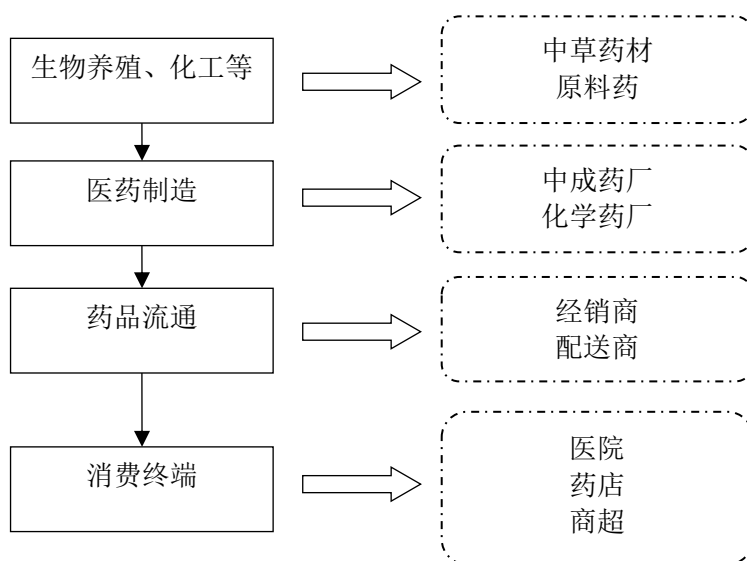 生物养殖、化工等
中草药材
原料药
医药制造
中成药厂
化学药厂
药品流通
经销商
配送商
消费终端
医院
药店
商超